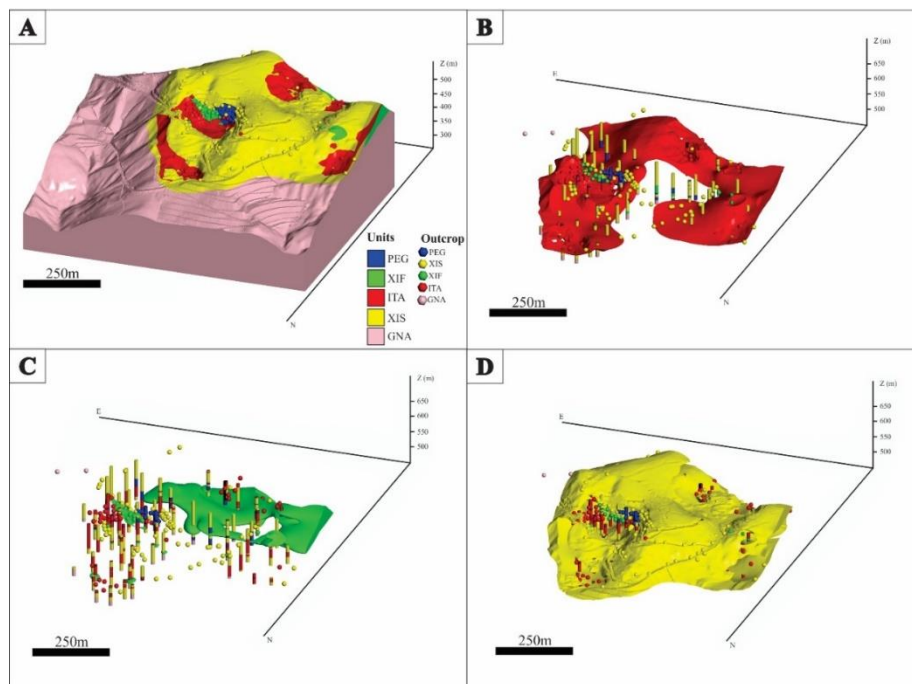 A
Z (m)
500
450
400
350
300
Units
PEG
XIF
ITA
XIS
GNA
Outcrop
PEG
XIS
XIF
ITA
GNA
250m
N
B
E
Z (m)
650
600
550
500
250m
N
C
E
Z (m)
650
600
550
500
250m
N
D
E
Z (m)
650
600
550
500
250m
N